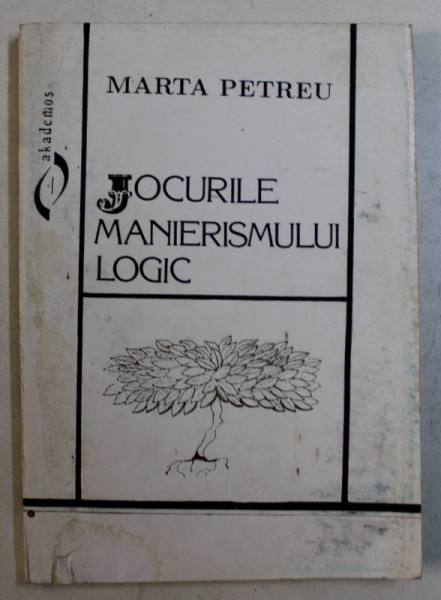 akademos
MARTA PETREU
JOCURILE
MANIERISMULUI
LOGIC